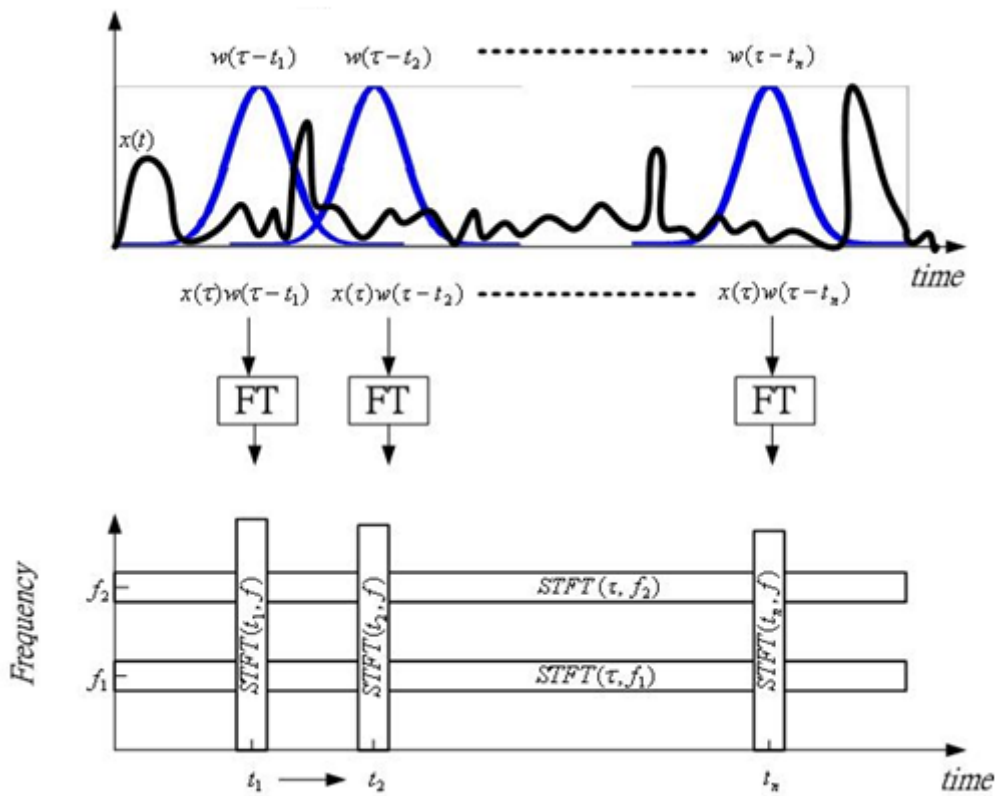 w(τ−t₁) w(τ−t₂) w(τ−tₙ)
x(t)
time
x(τ)w(τ−t₁) x(τ)w(τ−t₂) x(τ)w(τ−tₙ)
FT FT FT
Frequency
f₂
STFT(τ, f₂)
STFT(t₁, f) STFT(t₂, f) STFT(tₙ, f)
f₁
STFT(τ, f₁)
t₁ t₂ tₙ
time